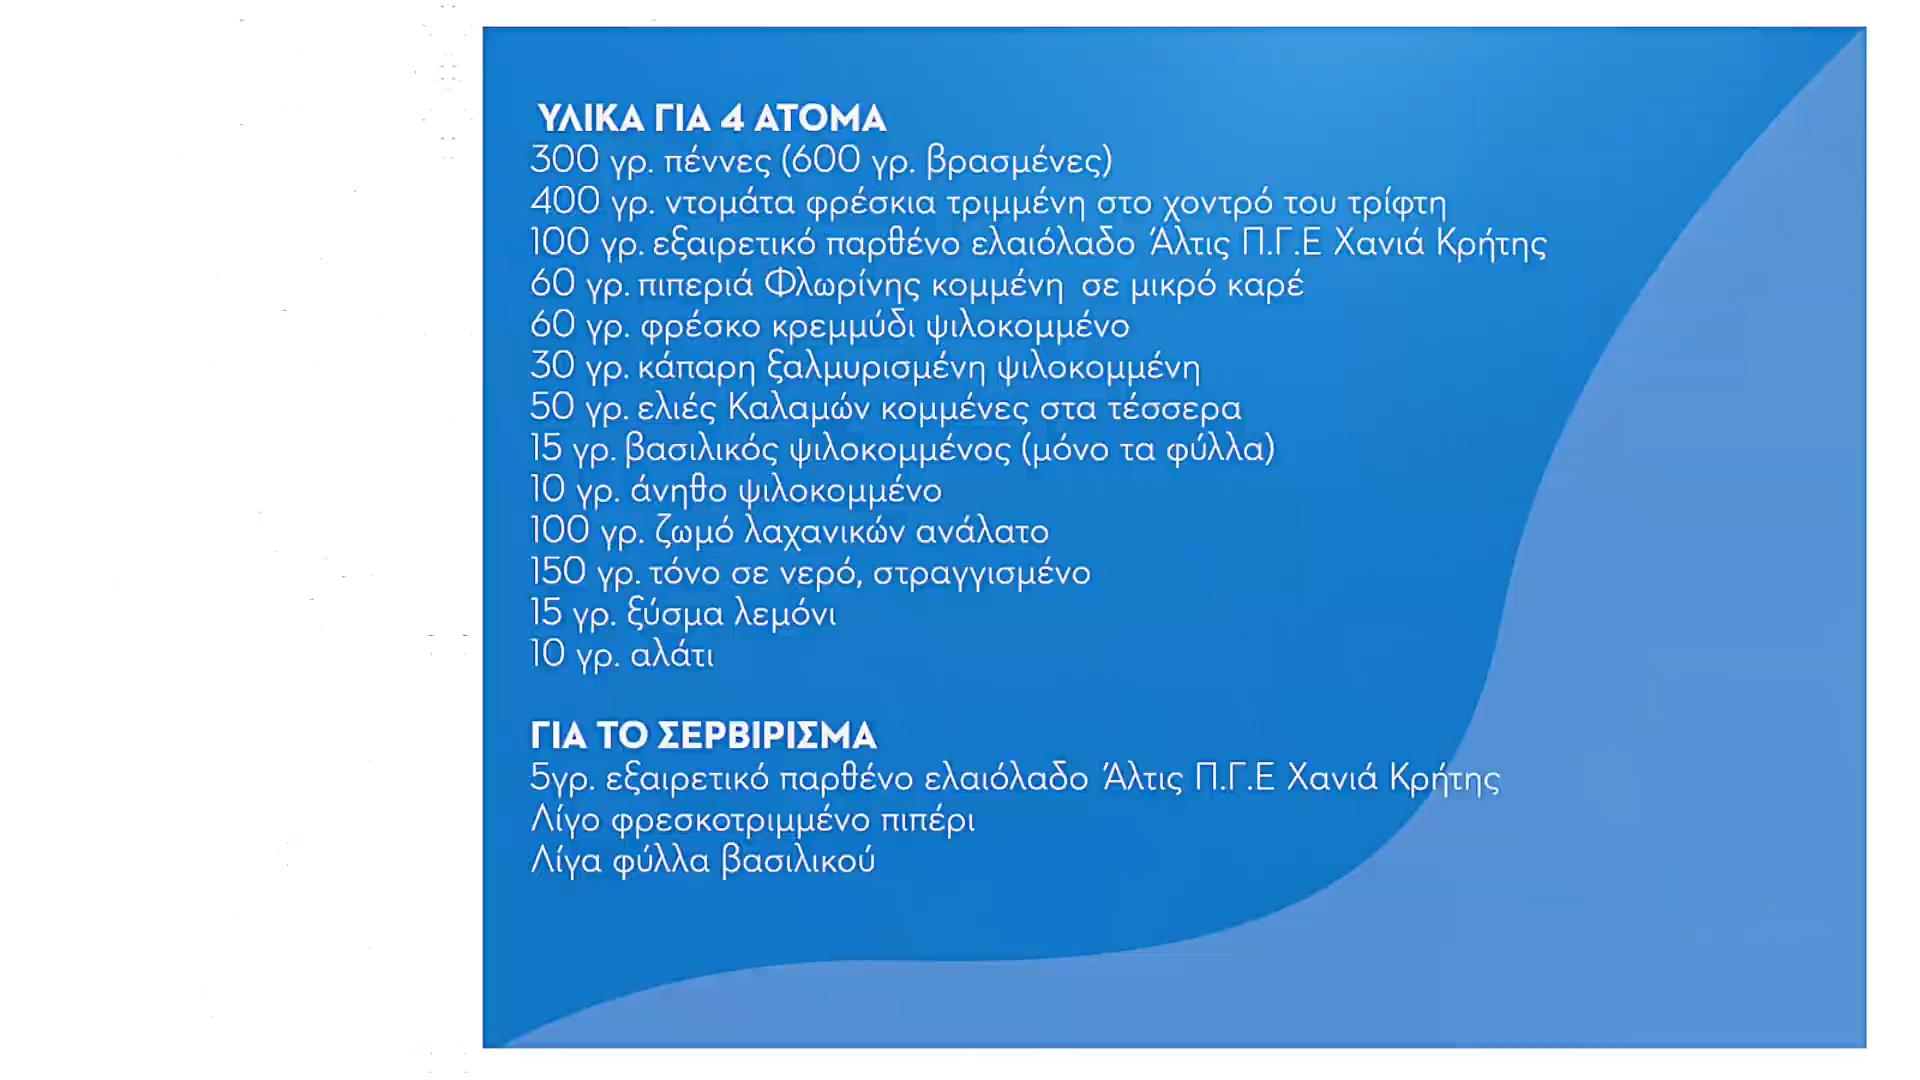 ΥΛΙΚΑ ΓΙΑ 4 ΑΤΟΜΑ
300 γρ. πέννες (600 γρ. βρασμένες)
400 γρ. ντομάτα φρέσκια τριμμένη στο χοντρό του τρίφτη
100 γρ. εξαιρετικό παρθένο ελαιόλαδο Άλτις Π.Γ.Ε Χανιά Κρήτης
60 γρ. πιπεριά Φλωρίνης κομμένη σε μικρό καρέ
60 γρ. φρέσκο κρεμμύδι ψιλοκομμένο
30 γρ. κάπαρη ξαλμυρισμένη ψιλοκομμένη
50 γρ. ελιές Καλαμών κομμένες στα τέσσερα
15 γρ. βασιλικός ψιλοκομμένος (μόνο τα φύλλα)
10 γρ. άνηθο ψιλοκομμένο
100 γρ. ζωμό λαχανικών ανάλατο
150 γρ. τόνο σε νερό, στραγγισμένο
15 γρ. ξύσμα λεμόνι
10 γρ. αλάτι
ΓΙΑ ΤΟ ΣΕΡΒΙΡΙΣΜΑ
5γρ. εξαιρετικό παρθένο ελαιόλαδο Άλτις Π.Γ.Ε Χανιά Κρήτης
Λίγο φρεσκοτριμμένο πιπέρι
Λίγα φύλλα βασιλικού